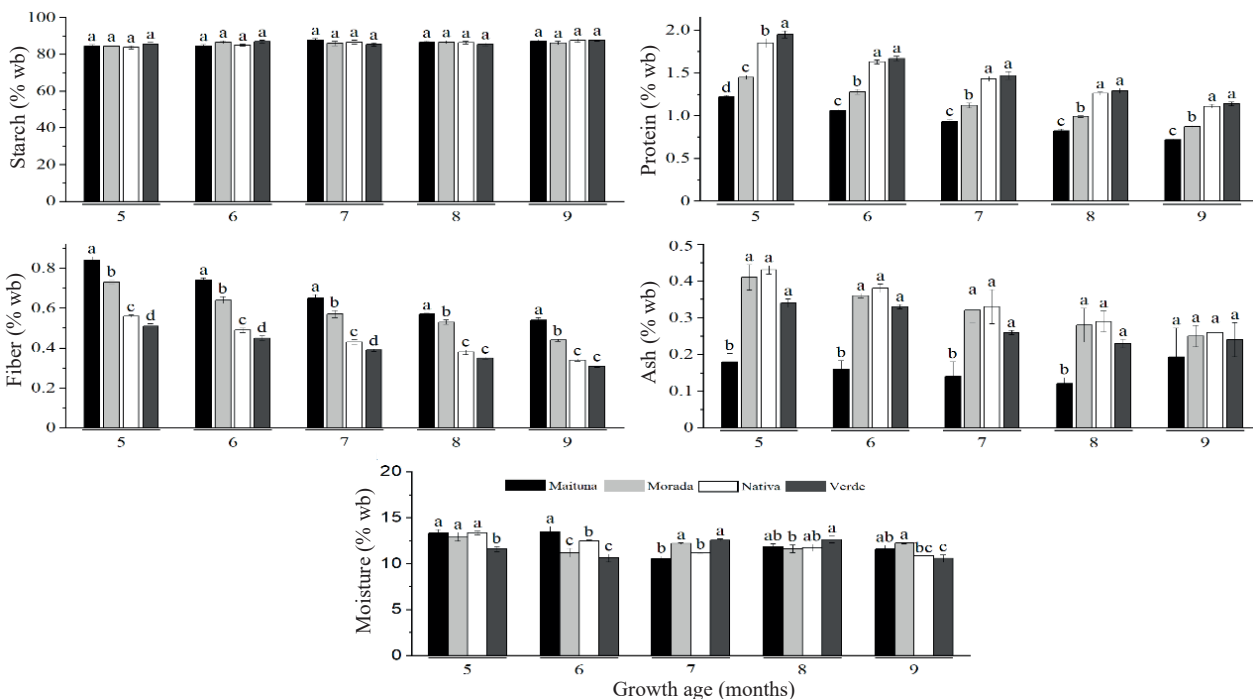 100
80
60
40
20
0
Starch (% wb)
a a a a
a a a a
a a a a
a a a a
a a a a
5 6 7 8 9
2.0
1.5
1.0
0.5
0
Protein (% wb)
d c b a
c b a a
c b a a
c b a a
c b a a
5 6 7 8 9
0.8
0.6
0.4
0.2
0
Fiber (% wb)
a b c d
a b c d
a b c d
a b c c
a b c c
5 6 7 8 9
0.5
0.4
0.3
0.2
0.1
0
Ash (% wb)
b a a a
b a a a
b a a a
b a a a
a a a a
5 6 7 8 9
20
15
10
5
0
Moisture (% wb)
Maituna Morada Nativa Verde
a a a b
a c b c
b a b a
ab b ab a
ab a bc c
5 6 7 8 9
Growth age (months)